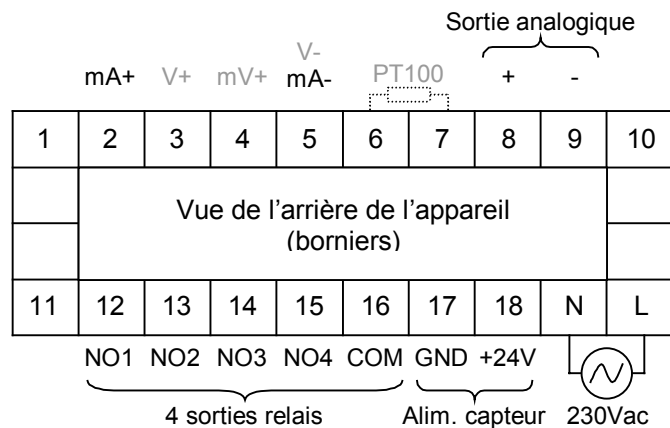 Sortie analogique
V-
mA+ V+ mV+ mA- PT100 + -
1 2 3 4 5 6 7 8 9 10
Vue de l'arrière de l'appareil
(borniers)
11 12 13 14 15 16 17 18 N L
NO1 NO2 NO3 NO4 COM GND +24V
4 sorties relais Alim. capteur 230Vac